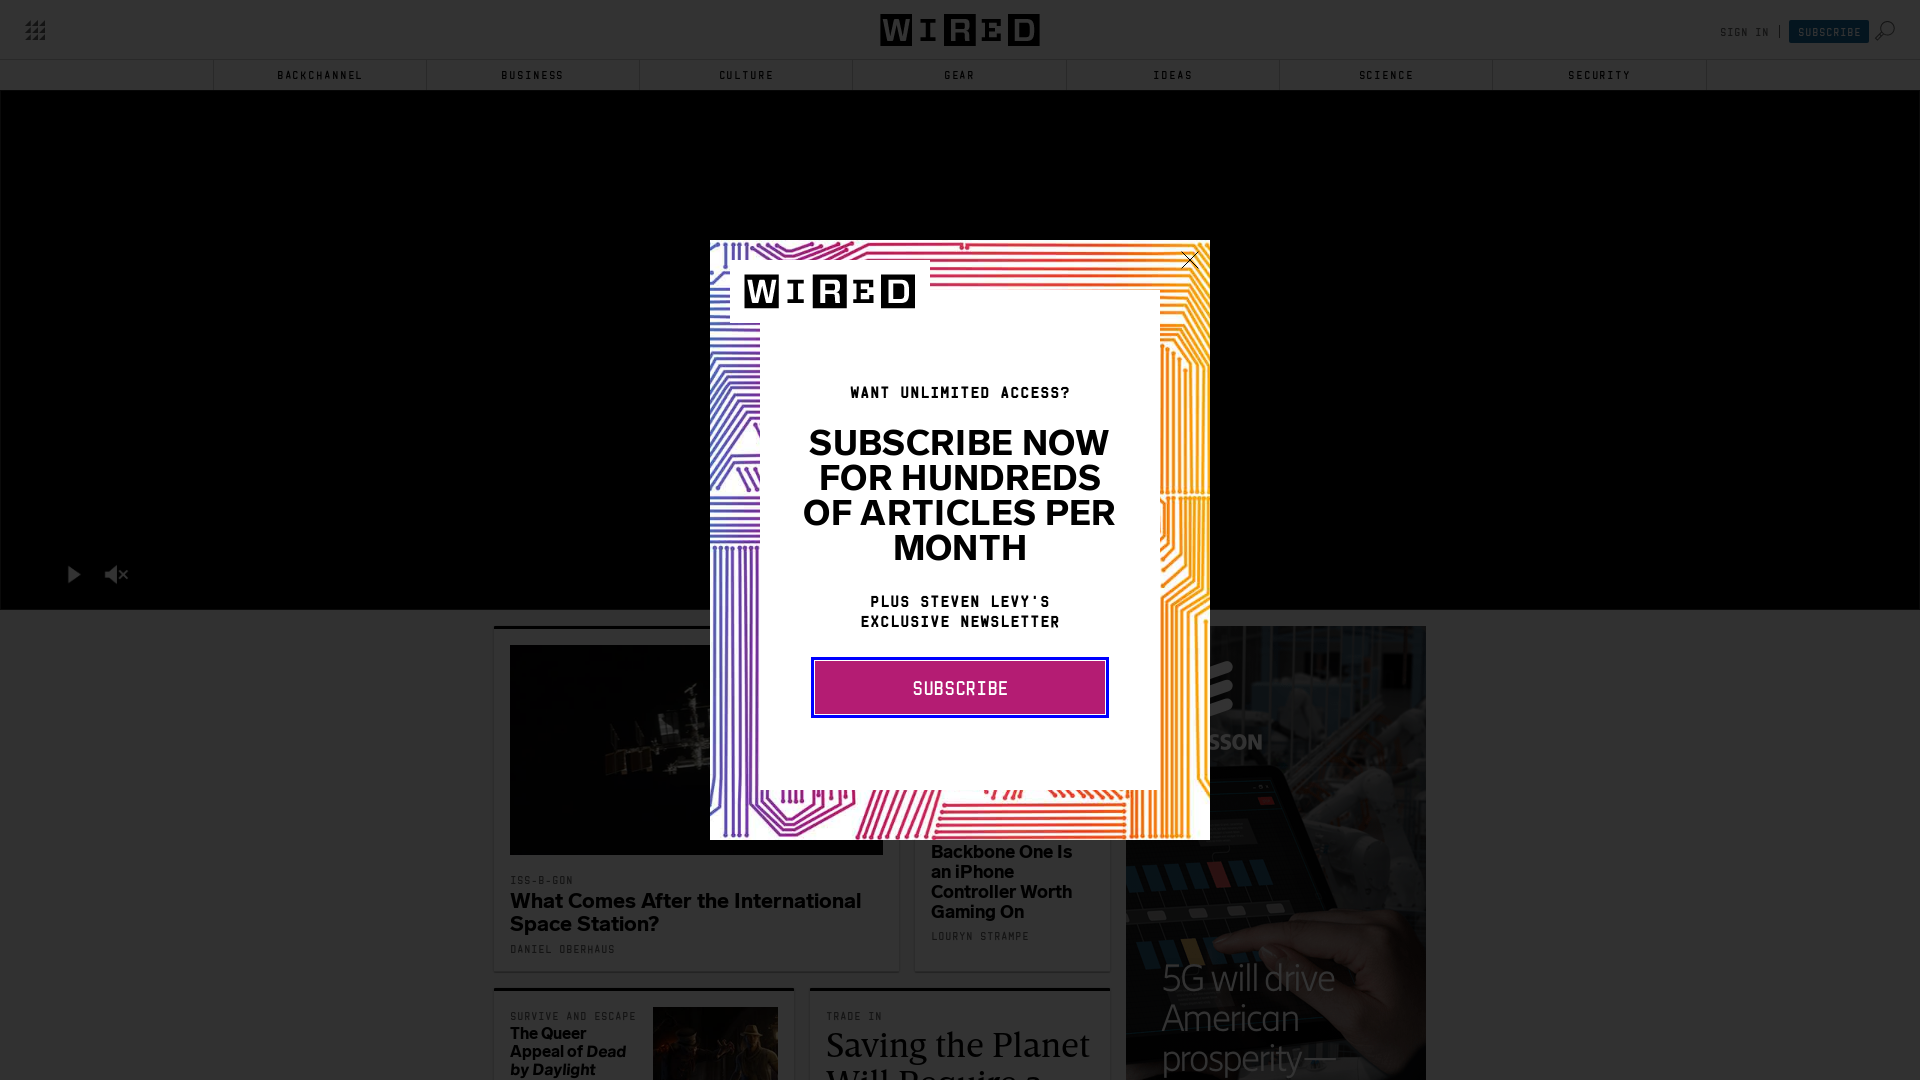 WIRED
SIGN IN
SUBSCRIBE
BACKCHANNEL
BUSINESS
CULTURE
GEAR
IDEAS
SCIENCE
SECURITY
WIRED
WANT UNLIMITED ACCESS?
SUBSCRIBE NOW
FOR HUNDREDS
OF ARTICLES PER
MONTH
PLUS STEVEN LEVY'S
EXCLUSIVE NEWSLETTER
SUBSCRIBE
ISS-B-GON
What Comes After the International
Space Station?
DANIEL OBERHAUS
Backbone One Is
an iPhone
Controller Worth
Gaming On
LOURYN STRAMPE
SURVIVE AND ESCAPE
The Queer
Appeal of Dead
by Daylight
TRADE IN
Saving the Planet
Will Require a
SSON
5G will drive
American
prosperity—